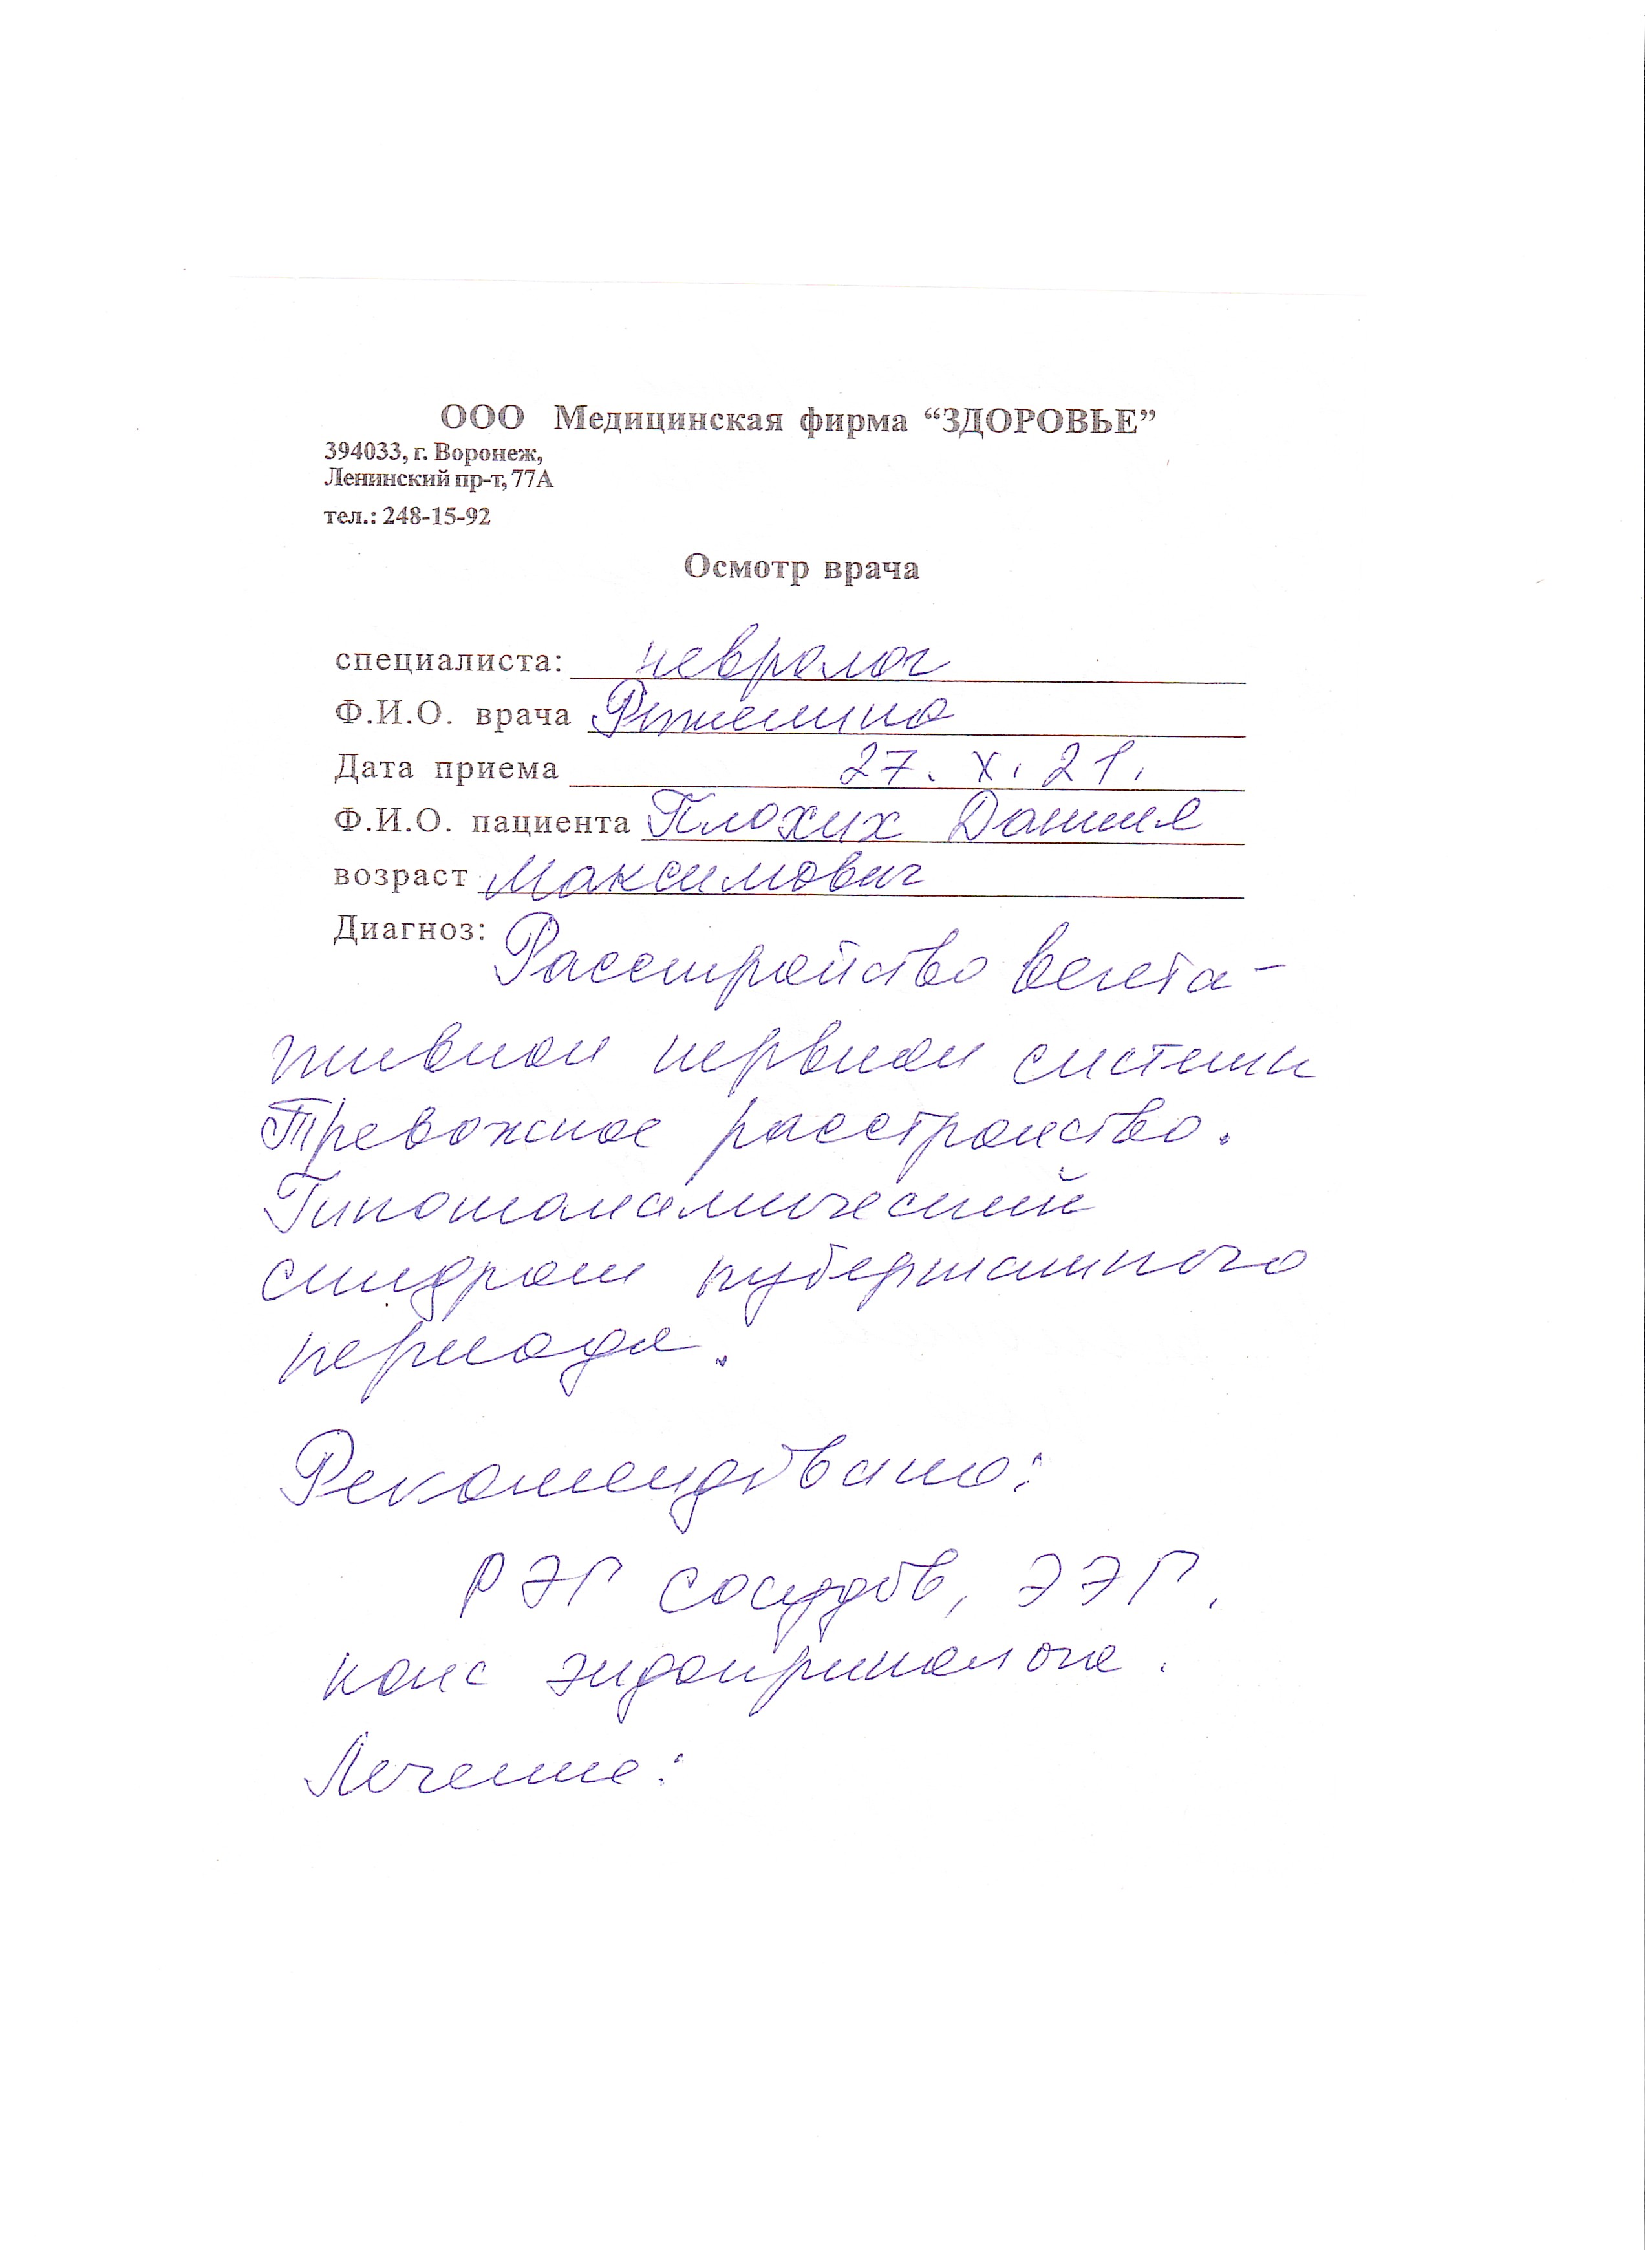 ООО Медицинская фирма “ЗДОРОВЬЕ”
394033, г. Воронеж,
Ленинский пр-т, 77А
тел.: 248-15-92
Осмотр врача
специалиста: невролог
Ф.И.О. врача
Дата приема 27. X. 21.
Ф.И.О. пациента Плохих Даниил
возраст Максимович
Диагноз: Расстройство вегета-
тивной нервной системы
Тревожное расстройство.
Гипоталамический
синдром пубертатного
периода.
Рекомендовано:
РЭГ сосудов, ЭЭГ.
конс эндокринолога.
Лечение: